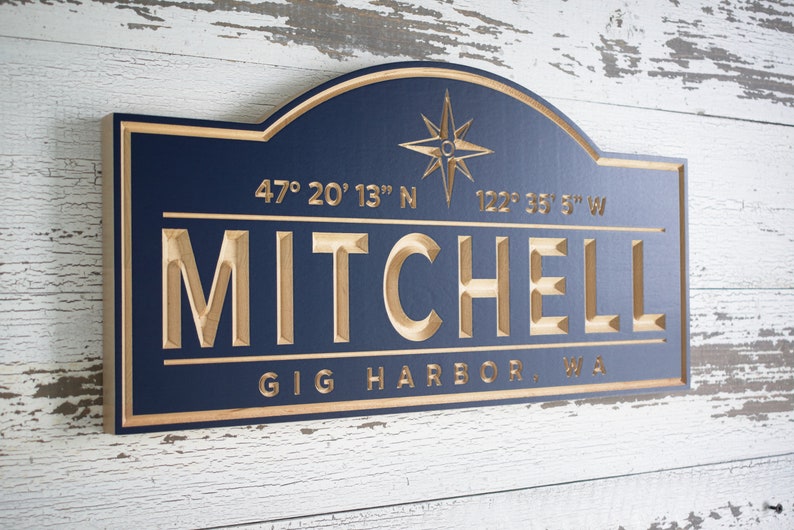 47° 20' 13" N 122° 35' 5" W
MITCHELL
GIG HARBOR, WA